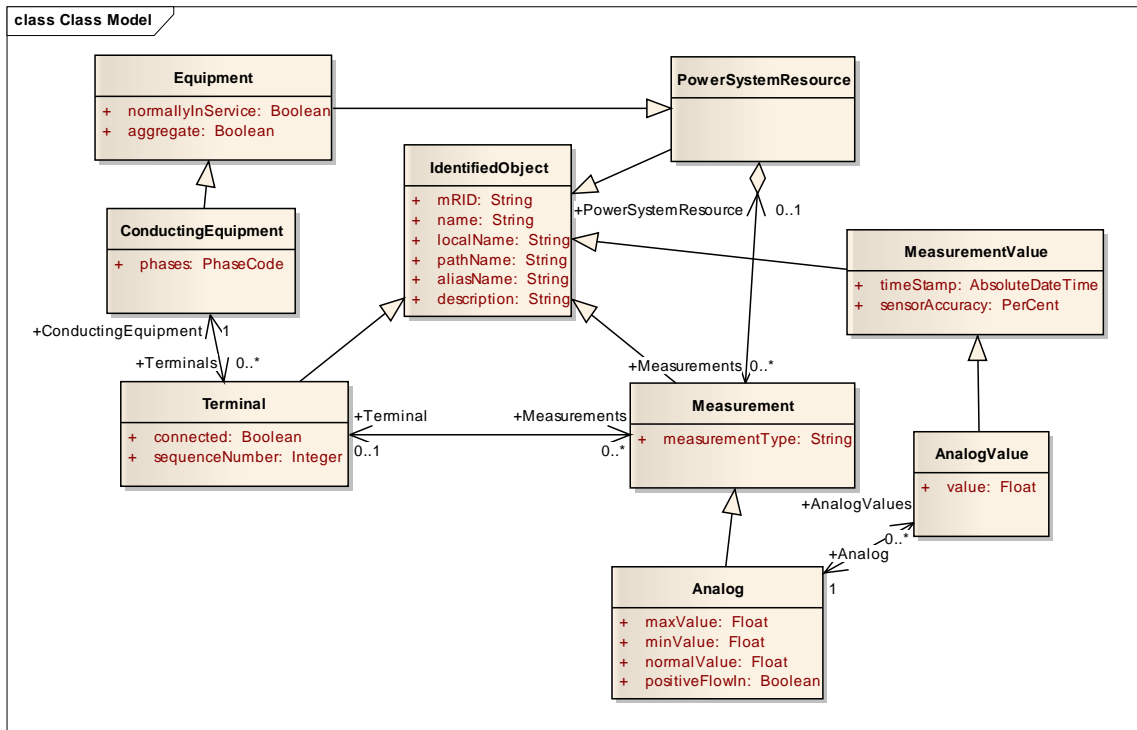 class Class Model
Equipment
+ normallyInService: Boolean
+ aggregate: Boolean
PowerSystemResource
IdentifiedObject
+ mRID: String
+ name: String
+ localName: String
+ pathName: String
+ aliasName: String
+ description: String
+PowerSystemResource
0..1
ConductingEquipment
+ phases: PhaseCode
MeasurementValue
+ timeStamp: AbsoluteDateTime
+ sensorAccuracy: PerCent
+ConductingEquipment
1
+Terminals
0..*
+Measurements
0..*
Terminal
+ connected: Boolean
+ sequenceNumber: Integer
+Terminal
0..1
+Measurements
0..*
Measurement
+ measurementType: String
AnalogValue
+ value: Float
+AnalogValues
0..*
+Analog
1
Analog
+ maxValue: Float
+ minValue: Float
+ normalValue: Float
+ positiveFlowIn: Boolean